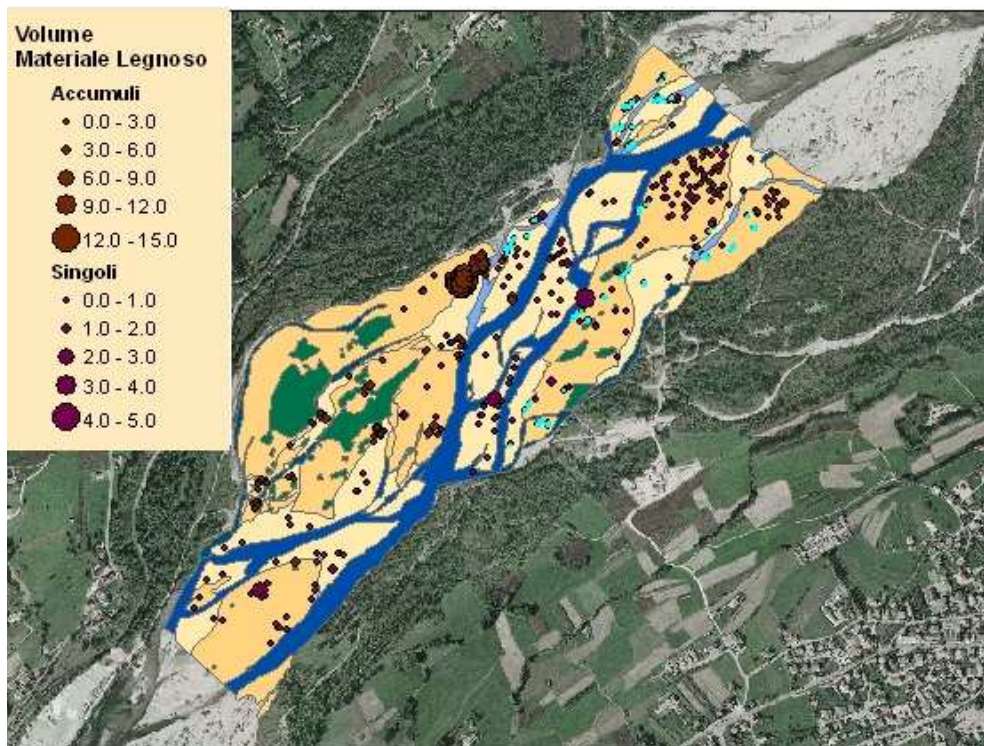 Volume
Materiale Legnoso
Accumuli
0.0 - 3.0
3.0 - 6.0
6.0 - 9.0
9.0 - 12.0
12.0 - 15.0
Singoli
0.0 - 1.0
1.0 - 2.0
2.0 - 3.0
3.0 - 4.0
4.0 - 5.0